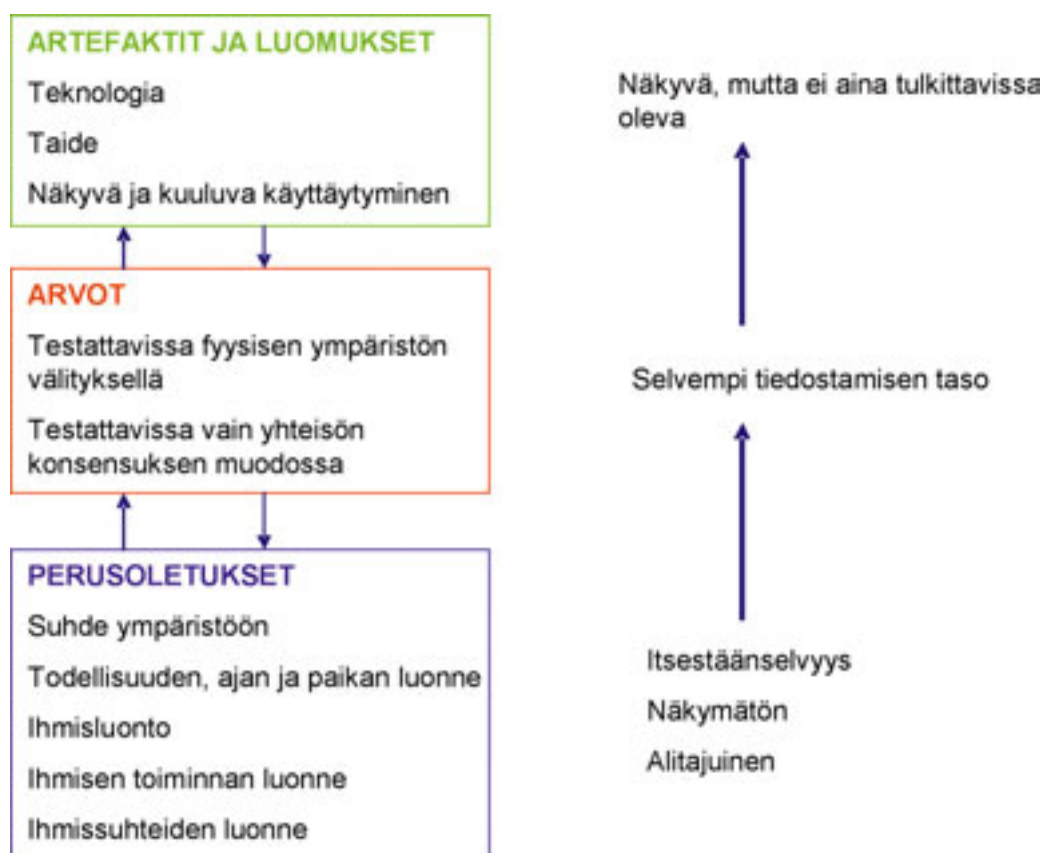 ARTEFAKTIT JA LUOMUKSET
Teknologia
Taide
Näkyvä ja kuuluva käyttäytyminen
Näkyvä, mutta ei aina tulkittavissa
oleva
ARVOT
Testattavissa fyysisen ympäristön
välityksellä
Testattavissa vain yhteisön
konsensuksen muodossa
Selvempi tiedostamisen taso
PERUSOLETUKSET
Suhde ympäristöön
Todellisuuden, ajan ja paikan luonne
Ihmisluonto
Ihmisen toiminnan luonne
Ihmissuhteiden luonne
Itsestäänselvyys
Näkymätön
Alitajuinen